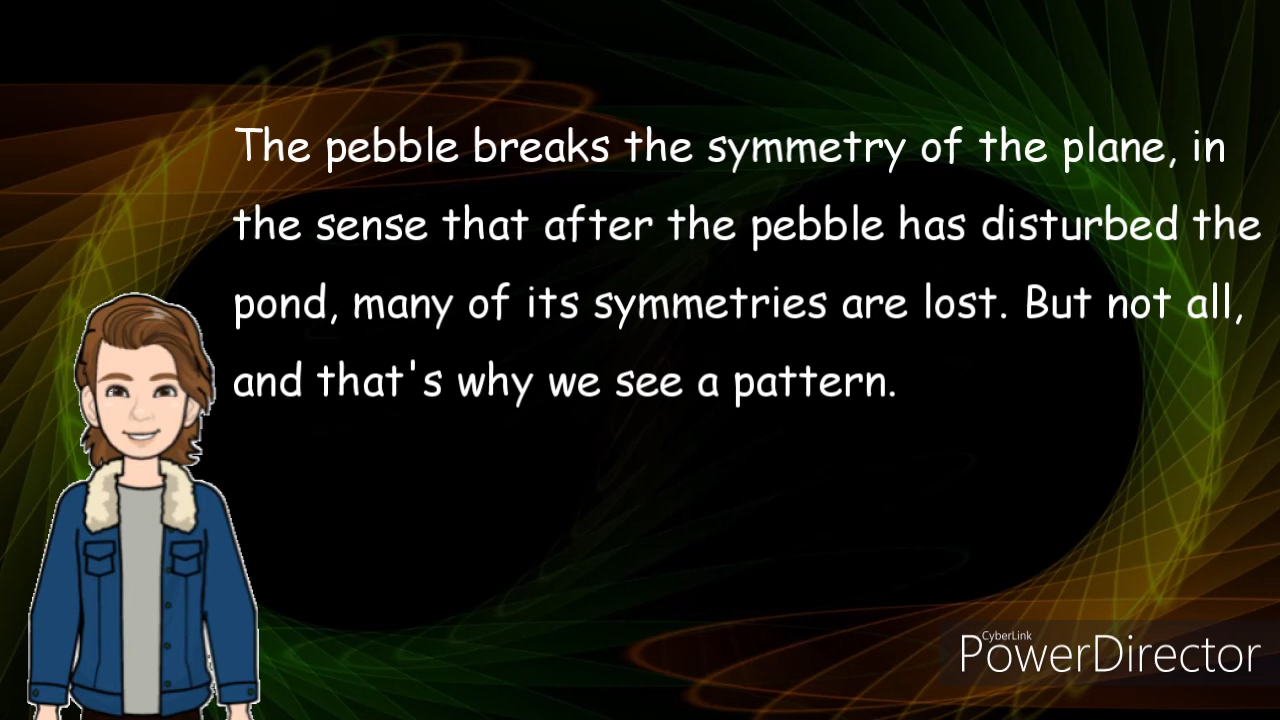 The pebble breaks the symmetry of the plane, in
the sense that after the pebble has disturbed the
pond, many of its symmetries are lost. But not all,
and that's why we see a pattern.
CyberLink
PowerDirector